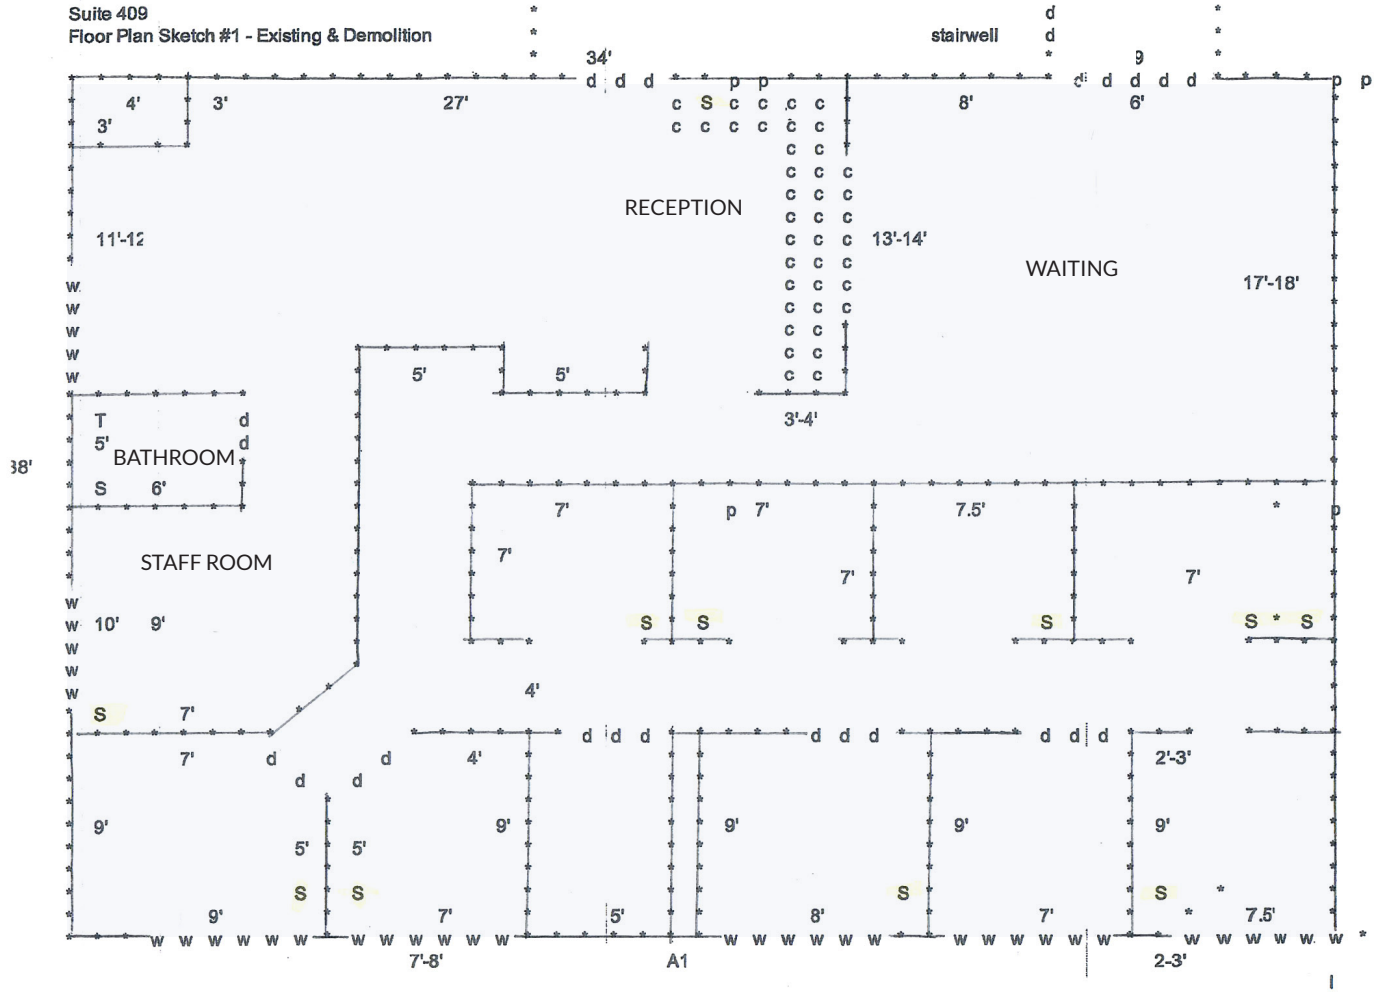 Suite 409
Floor Plan Sketch #1 - Existing & Demolition
stairwell
d
d
34'
9
d d d
d d d d d
p p
p p
4' 3' 27' 8' 6'
3'
c S c c c c
c c c c c c
c c
c c c
c c c
RECEPTION
c c c
11'-12
c c c
13'-14'
c c c
WAITING
17'-18'
w
c c c
w
c c c
w
c c
w
c c
w
c c
5' 5'
T
d
3'-4'
5'
d
BATHROOM
38'
S 6'
7' p 7' 7.5' p
STAFF ROOM
7' 7' 7'
w
w 10' 9'
S S S S S
w
w
w
4'
S 7'
d d d d d d d d d
7' d d 4' 2'-3'
d d
9' 9' 9' 9' 9'
5' 5'
S S S S
9' 7' 5' 8' 7' 7.5'
w w w w w w w w w w w w w w w w w w w w w w w w w w w w w w
7'-8' A1 2-3'
l